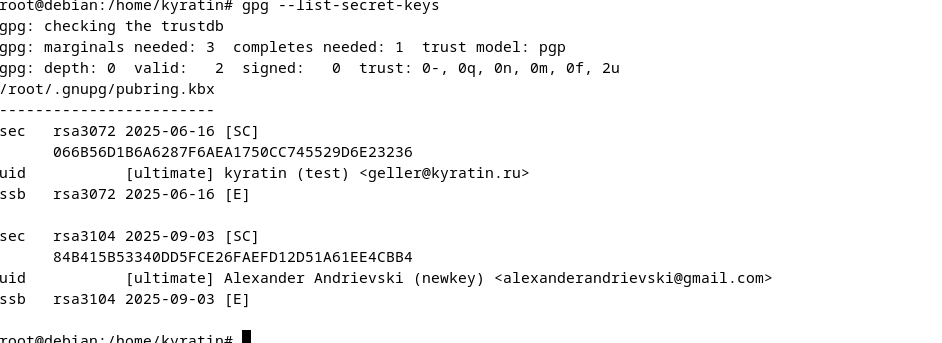 root@debian:/home/kyratin# gpg --list-secret-keys
gpg: checking the trustdb
gpg: marginals needed: 3  completes needed: 1  trust model: pgp
gpg: depth: 0  valid:   2  signed:   0  trust: 0-, 0q, 0n, 0m, 0f, 2u
/root/.gnupg/pubring.kbx
------------------------
sec   rsa3072 2025-06-16 [SC]
      066B56D1B6A6287F6AEA1750CC745529D6E23236
uid           [ultimate] kyratin (test) <geller@kyratin.ru>
ssb   rsa3072 2025-06-16 [E]

sec   rsa3104 2025-09-03 [SC]
      84B415B53340DD5FCE26FAEFD12D51A61EE4CBB4
uid           [ultimate] Alexander Andrievski (newkey) <alexanderandrievski@gmail.com>
ssb   rsa3104 2025-09-03 [E]

root@debian:/home/kyratin#